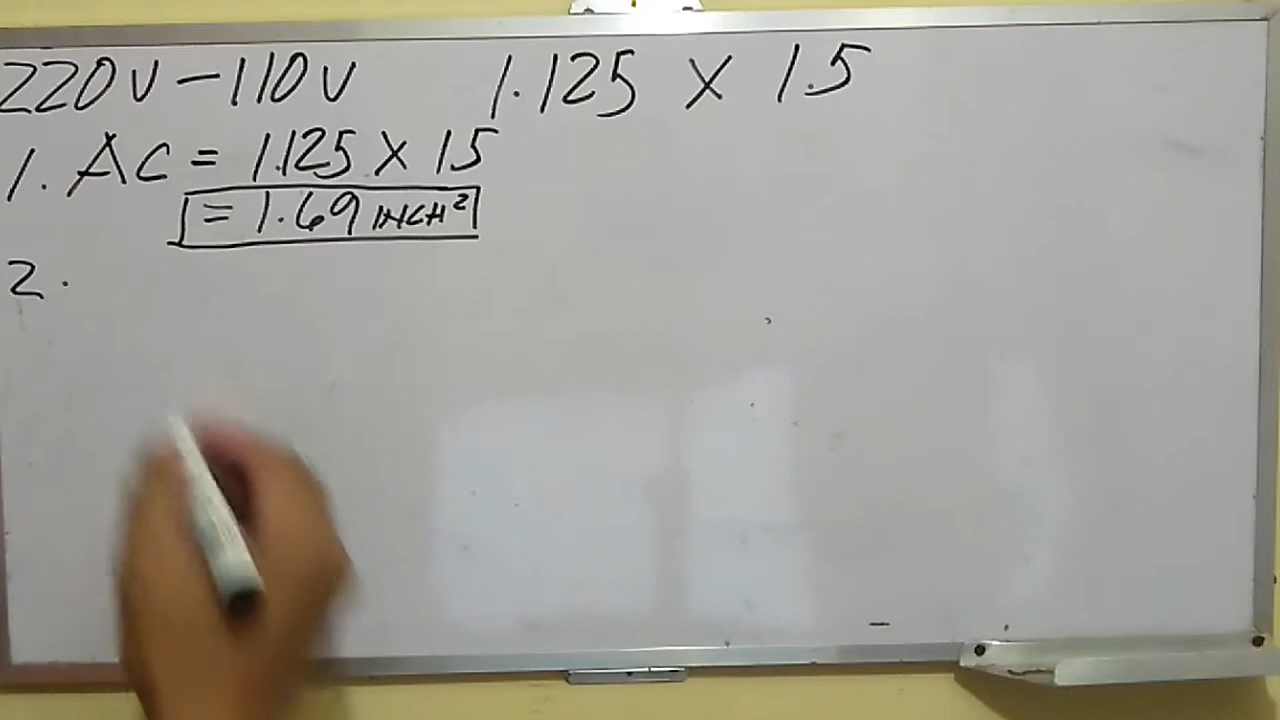 220V-110V 1.125 X 1.5
1. AC = 1.125 X 1.5
= 1.69 INCH²
2.